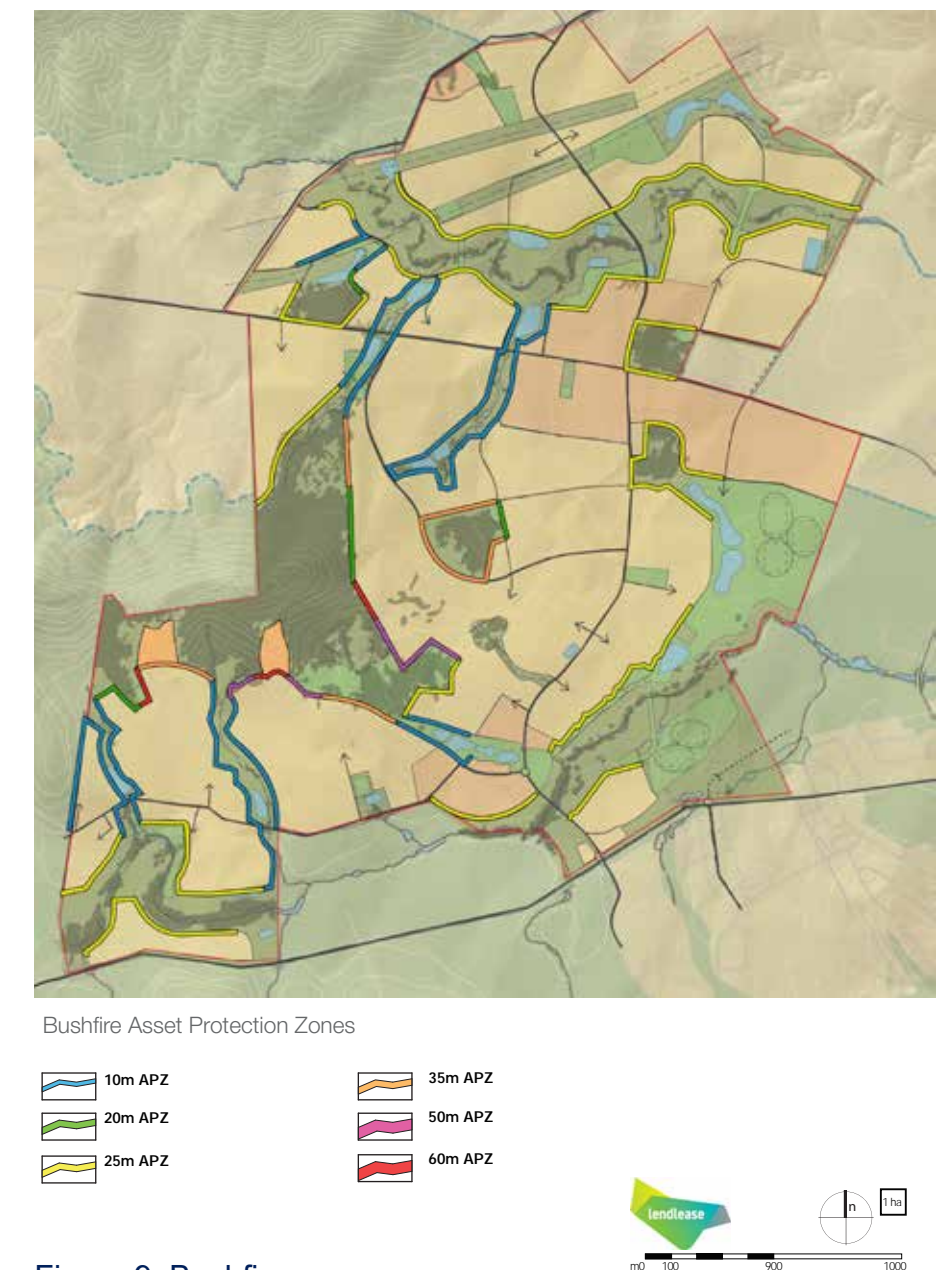 Bushfire Asset Protection Zones
10m APZ
35m APZ
20m APZ
50m APZ
25m APZ
60m APZ
lendlease
n
1 ha
m0 100 900 1000